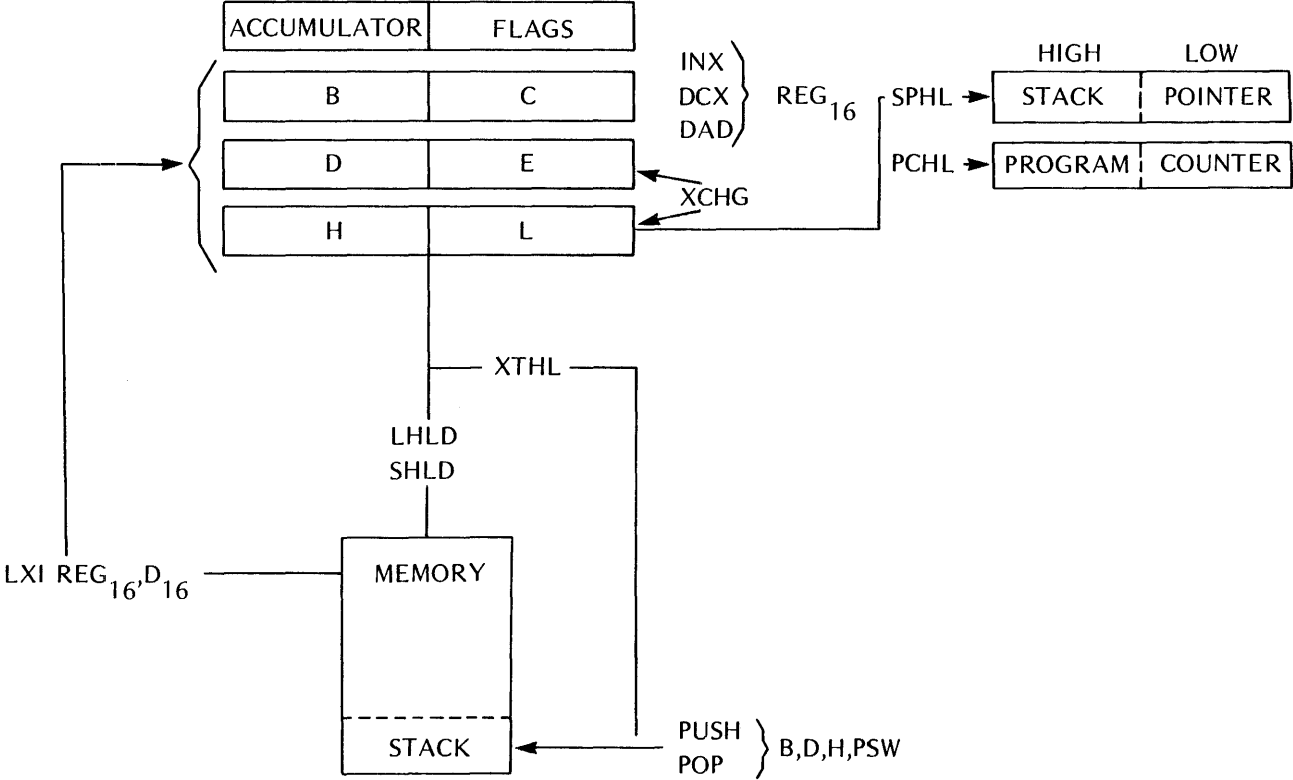 ACCUMULATOR FLAGS
HIGH LOW
INX
B C
DCX REG16 SPHL STACK POINTER
DAD
D E
PCHL PROGRAM COUNTER
XCHG
H L
XTHL
LHLD
SHLD
LXI REG16,D16 MEMORY
PUSH
STACK B,D,H,PSW
POP